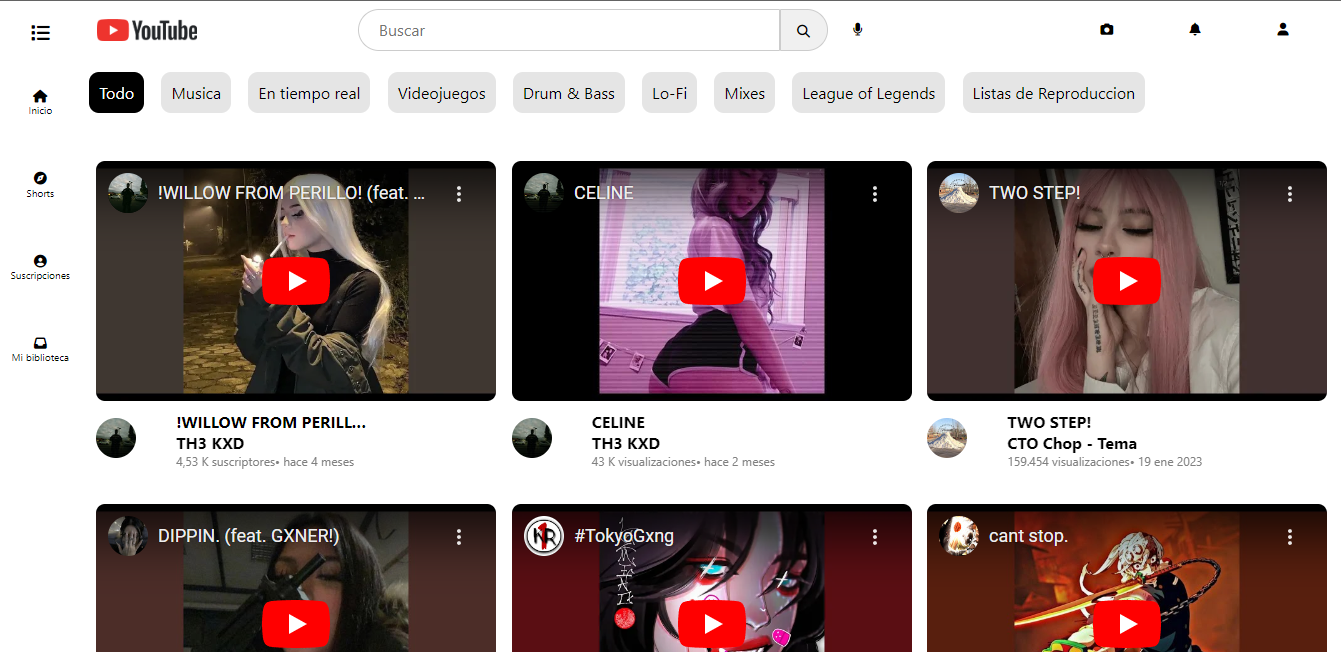 YouTube
Buscar
Todo
Musica
En tiempo real
Videojuegos
Drum & Bass
Lo-Fi
Mixes
League of Legends
Listas de Reproduccion
Inicio
Shorts
Suscripciones
Mi biblioteca
!WILLOW FROM PERILLO! (feat. ...
CELINE
TWO STEP!
!WILLOW FROM PERILL...
TH3 KXD
4,53 K suscriptores• hace 4 meses
CELINE
TH3 KXD
43 K visualizaciones• hace 2 meses
TWO STEP!
CTO Chop - Tema
159.454 visualizaciones• 19 ene 2023
DIPPIN. (feat. GXNER!)
#TokyoGxng
cant stop.